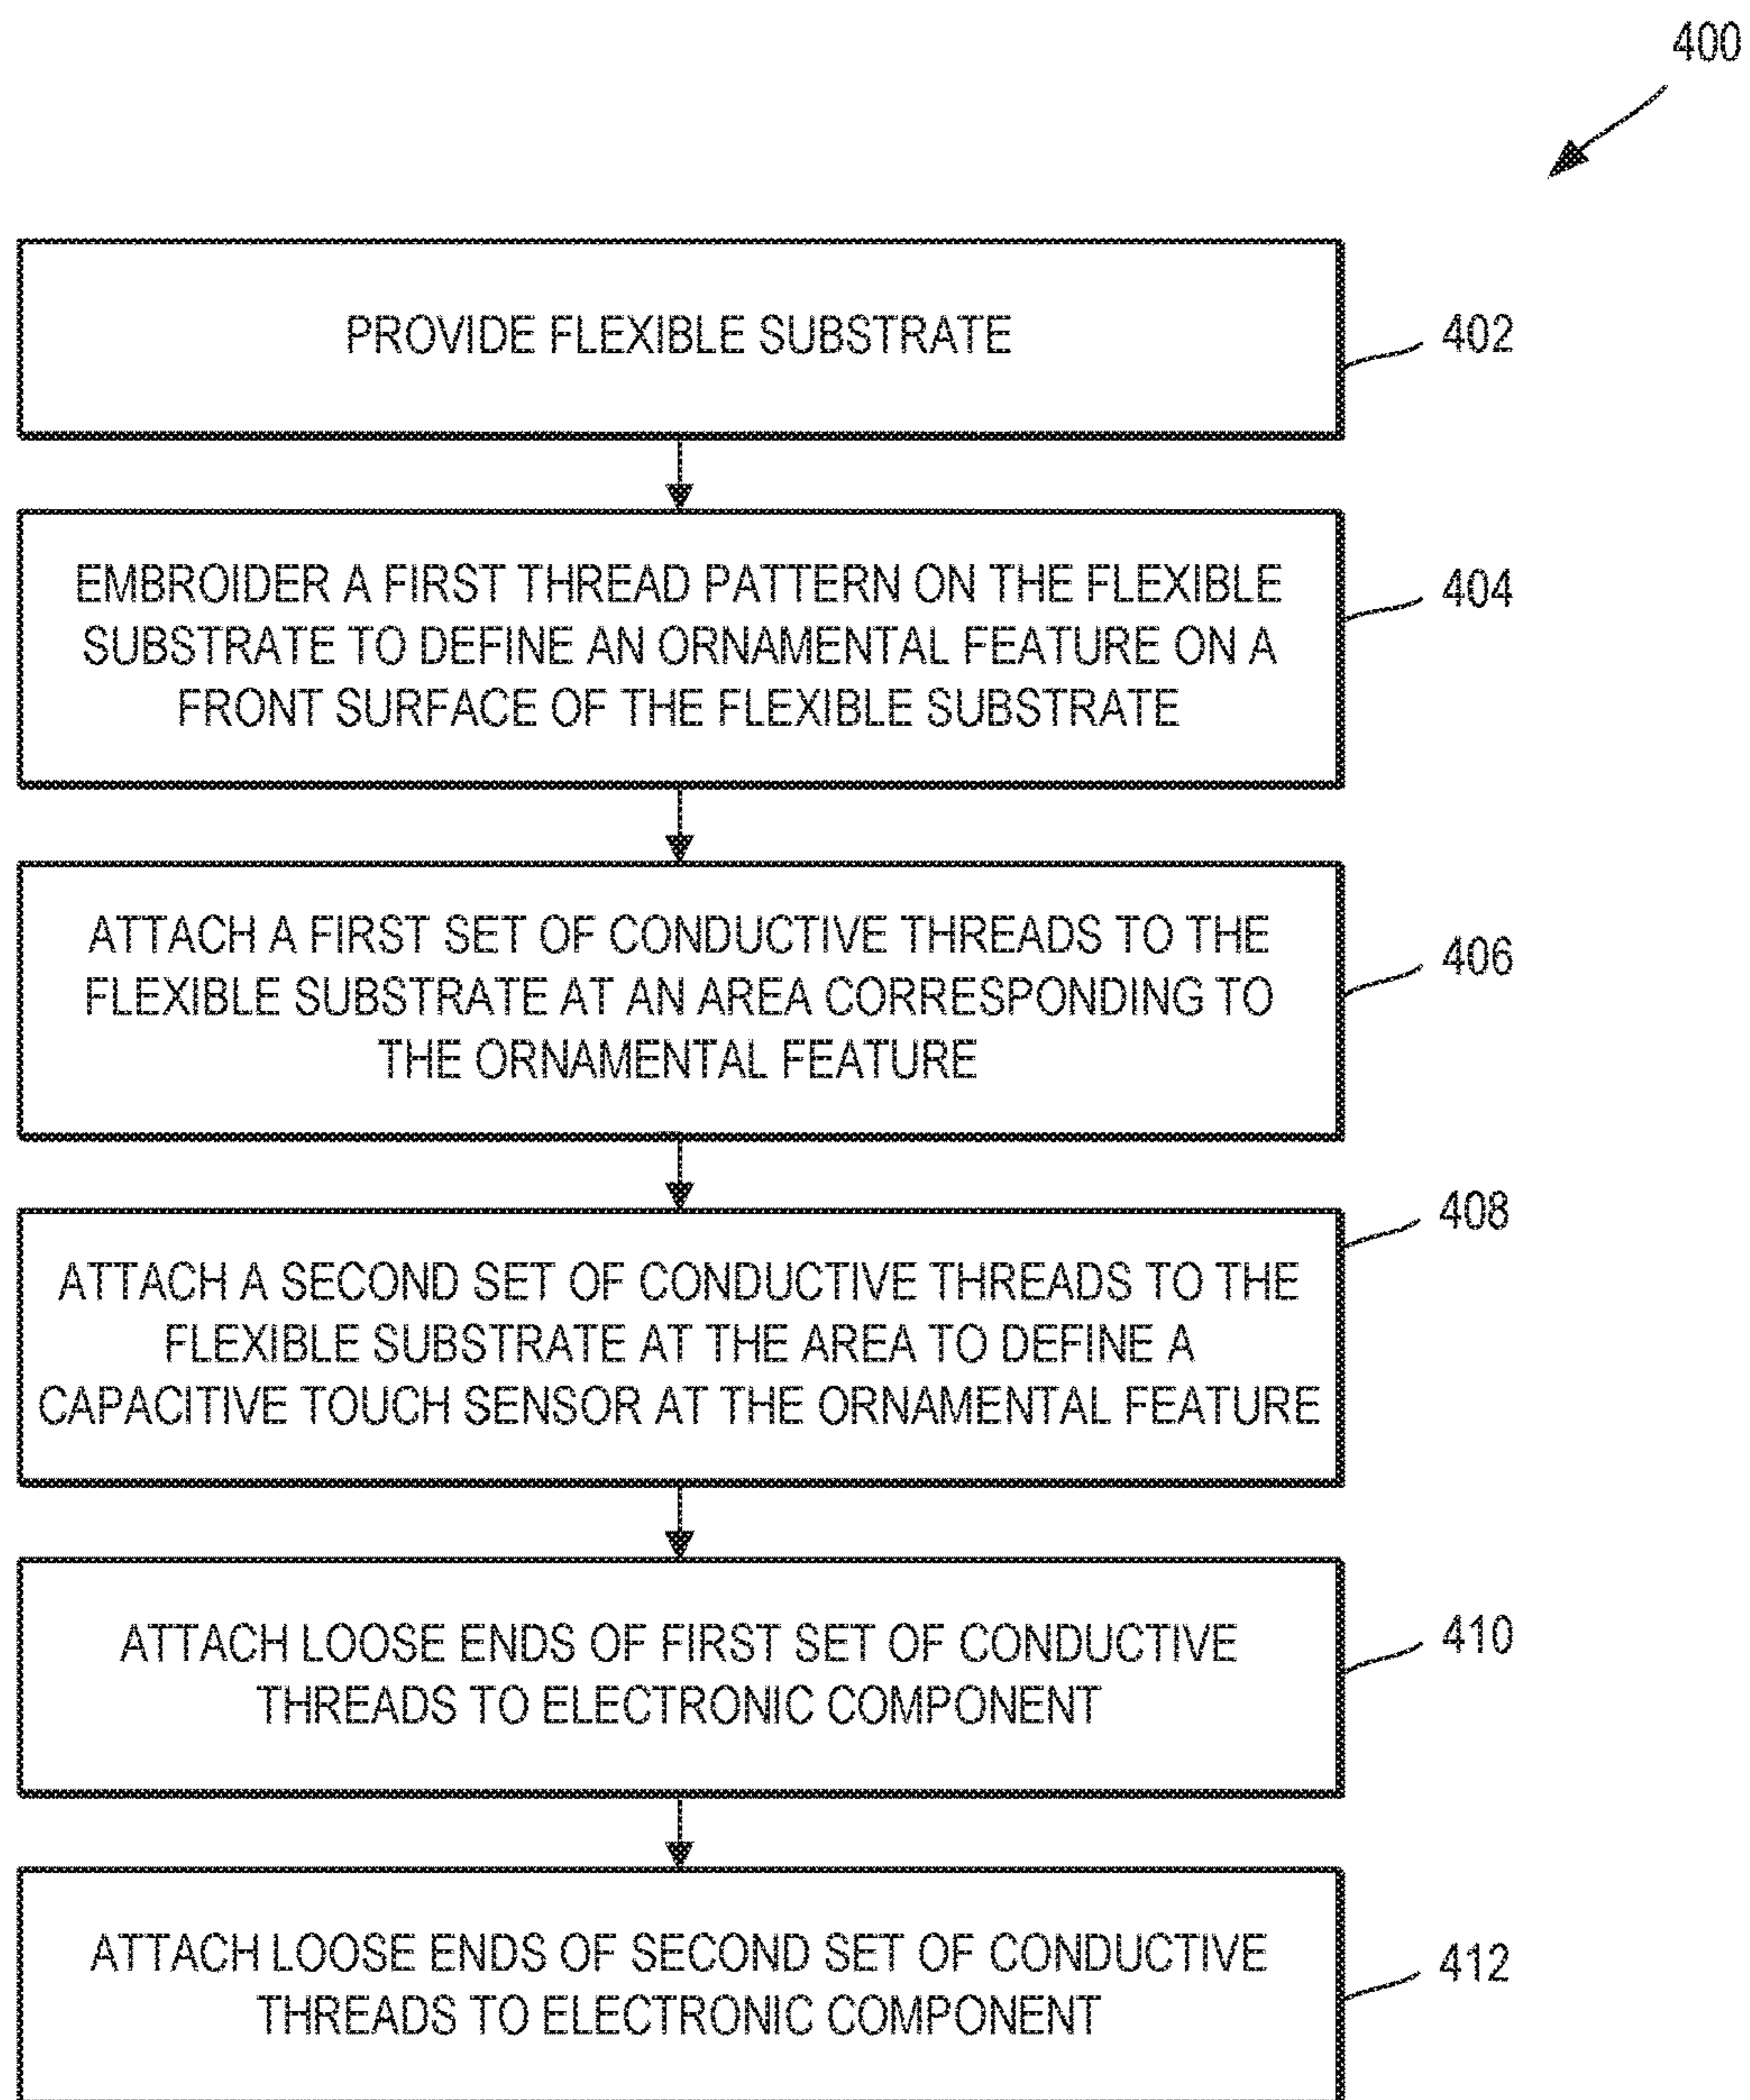 400
PROVIDE FLEXIBLE SUBSTRATE
402
EMBROIDER A FIRST THREAD PATTERN ON THE FLEXIBLE
SUBSTRATE TO DEFINE AN ORNAMENTAL FEATURE ON A
FRONT SURFACE OF THE FLEXIBLE SUBSTRATE
404
ATTACH A FIRST SET OF CONDUCTIVE THREADS TO THE
FLEXIBLE SUBSTRATE AT AN AREA CORRESPONDING TO
THE ORNAMENTAL FEATURE
406
ATTACH A SECOND SET OF CONDUCTIVE THREADS TO THE
FLEXIBLE SUBSTRATE AT THE AREA TO DEFINE A
CAPACITIVE TOUCH SENSOR AT THE ORNAMENTAL FEATURE
408
ATTACH LOOSE ENDS OF FIRST SET OF CONDUCTIVE
THREADS TO ELECTRONIC COMPONENT
410
ATTACH LOOSE ENDS OF SECOND SET OF CONDUCTIVE
THREADS TO ELECTRONIC COMPONENT
412